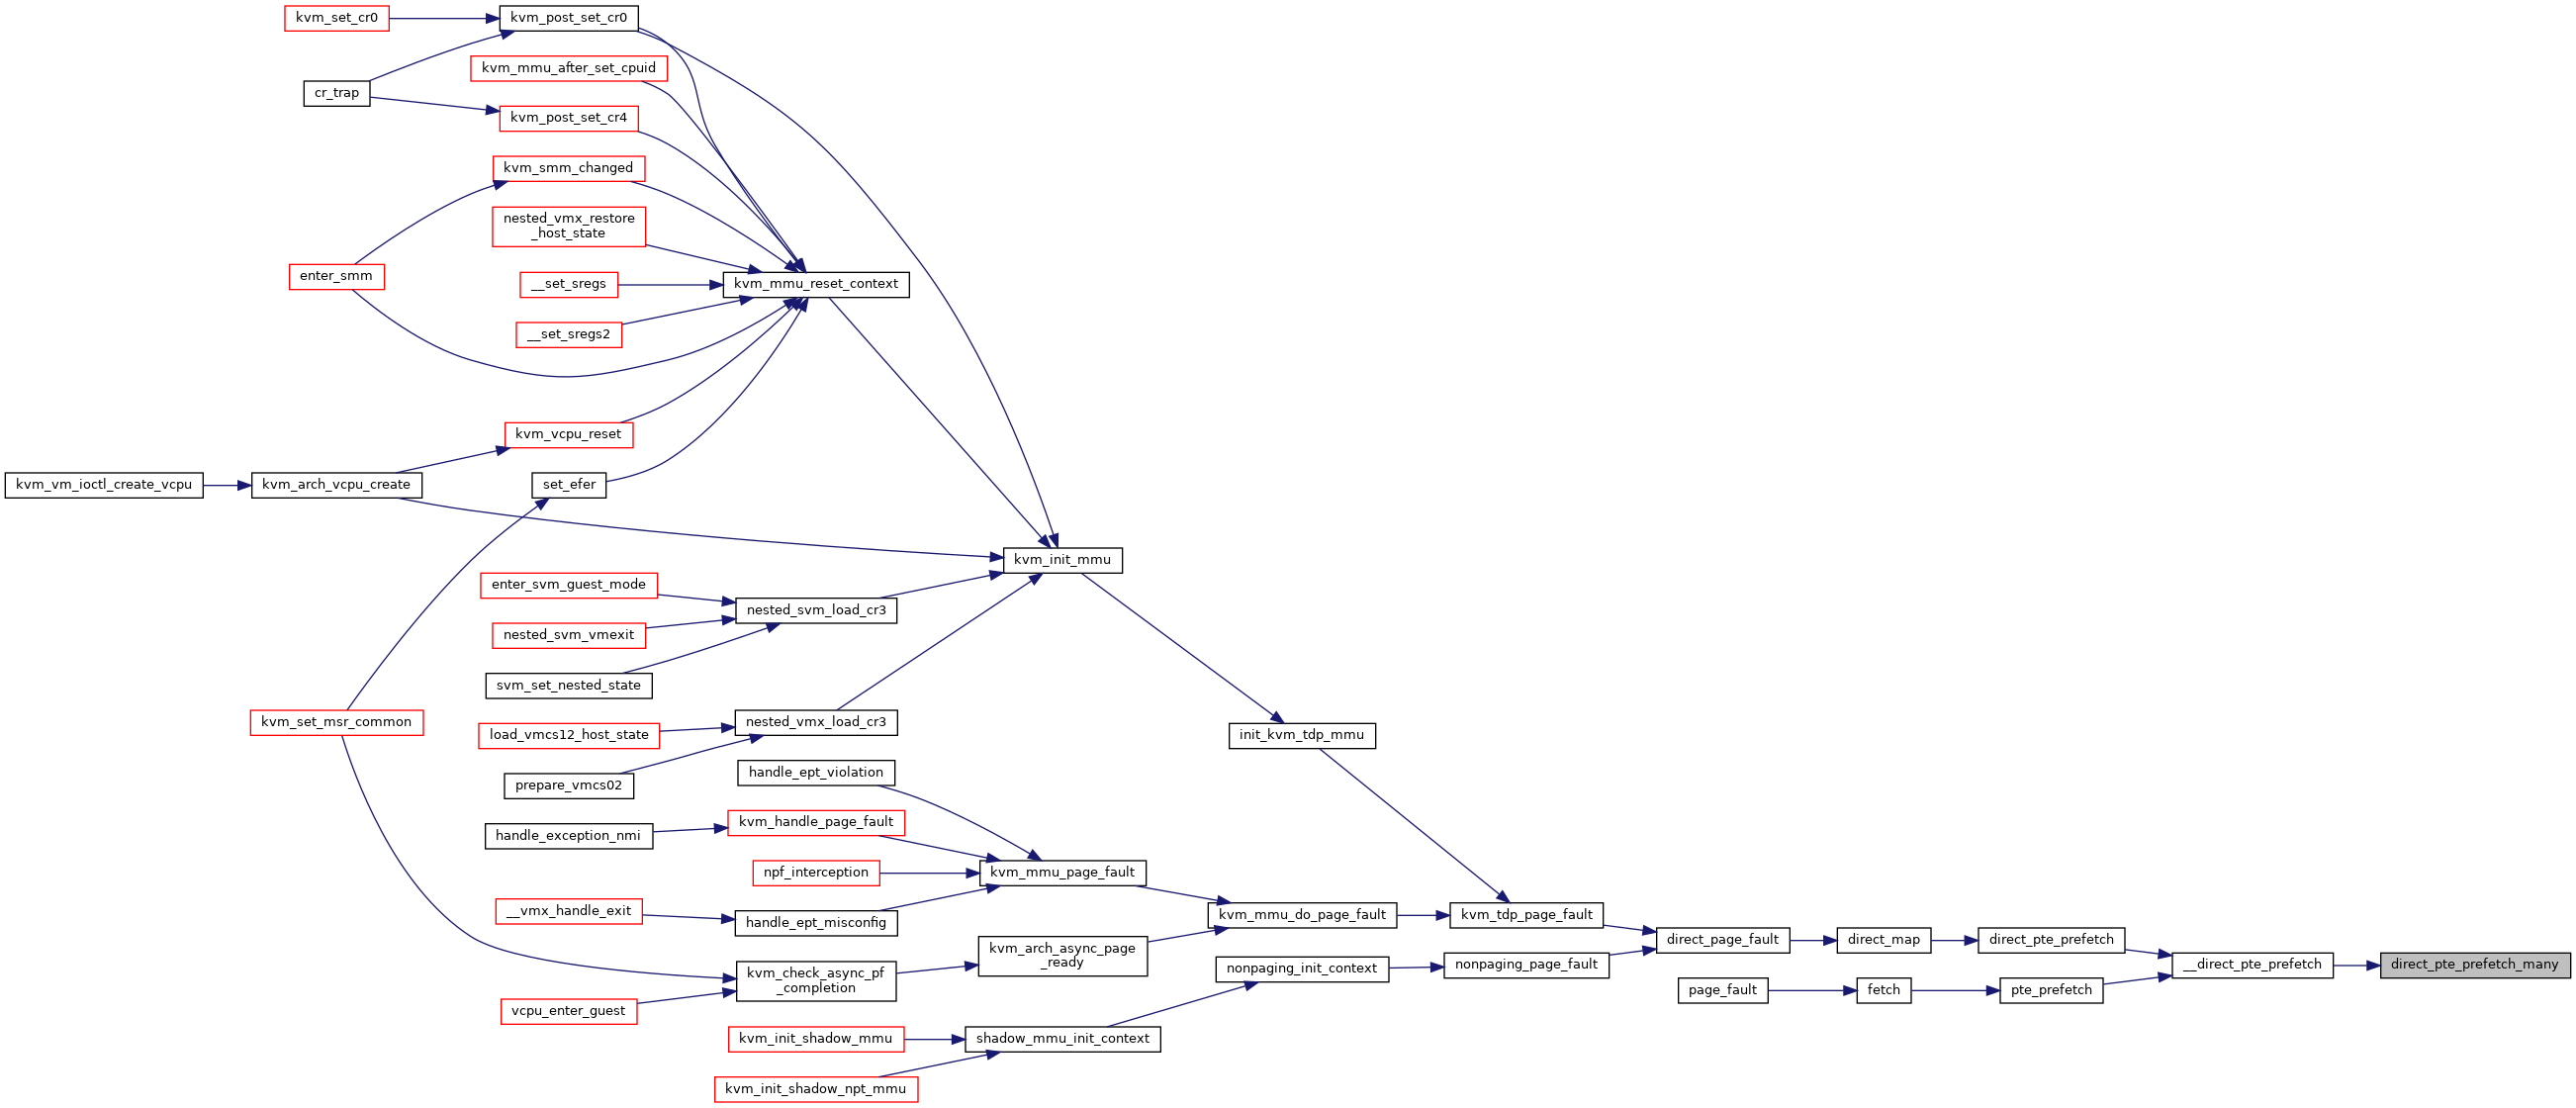 kvm_set_cr0
kvm_post_set_cr0
kvm_mmu_after_set_cpuid
cr_trap
kvm_post_set_cr4
kvm_smm_changed
nested_vmx_restore
_host_state
enter_smm
__set_sregs
kvm_mmu_reset_context
__set_sregs2
kvm_vcpu_reset
kvm_vm_ioctl_create_vcpu
kvm_arch_vcpu_create
set_efer
kvm_init_mmu
enter_svm_guest_mode
nested_svm_load_cr3
nested_svm_vmexit
svm_set_nested_state
kvm_set_msr_common
nested_vmx_load_cr3
load_vmcs12_host_state
init_kvm_tdp_mmu
prepare_vmcs02
handle_ept_violation
kvm_handle_page_fault
handle_exception_nmi
npf_interception
kvm_mmu_page_fault
__vmx_handle_exit
handle_ept_misconfig
kvm_mmu_do_page_fault
kvm_tdp_page_fault
direct_page_fault
direct_map
direct_pte_prefetch
kvm_arch_async_page
_ready
nonpaging_init_context
nonpaging_page_fault
__direct_pte_prefetch
direct_pte_prefetch_many
kvm_check_async_pf
_completion
page_fault
fetch
pte_prefetch
vcpu_enter_guest
kvm_init_shadow_mmu
shadow_mmu_init_context
kvm_init_shadow_npt_mmu